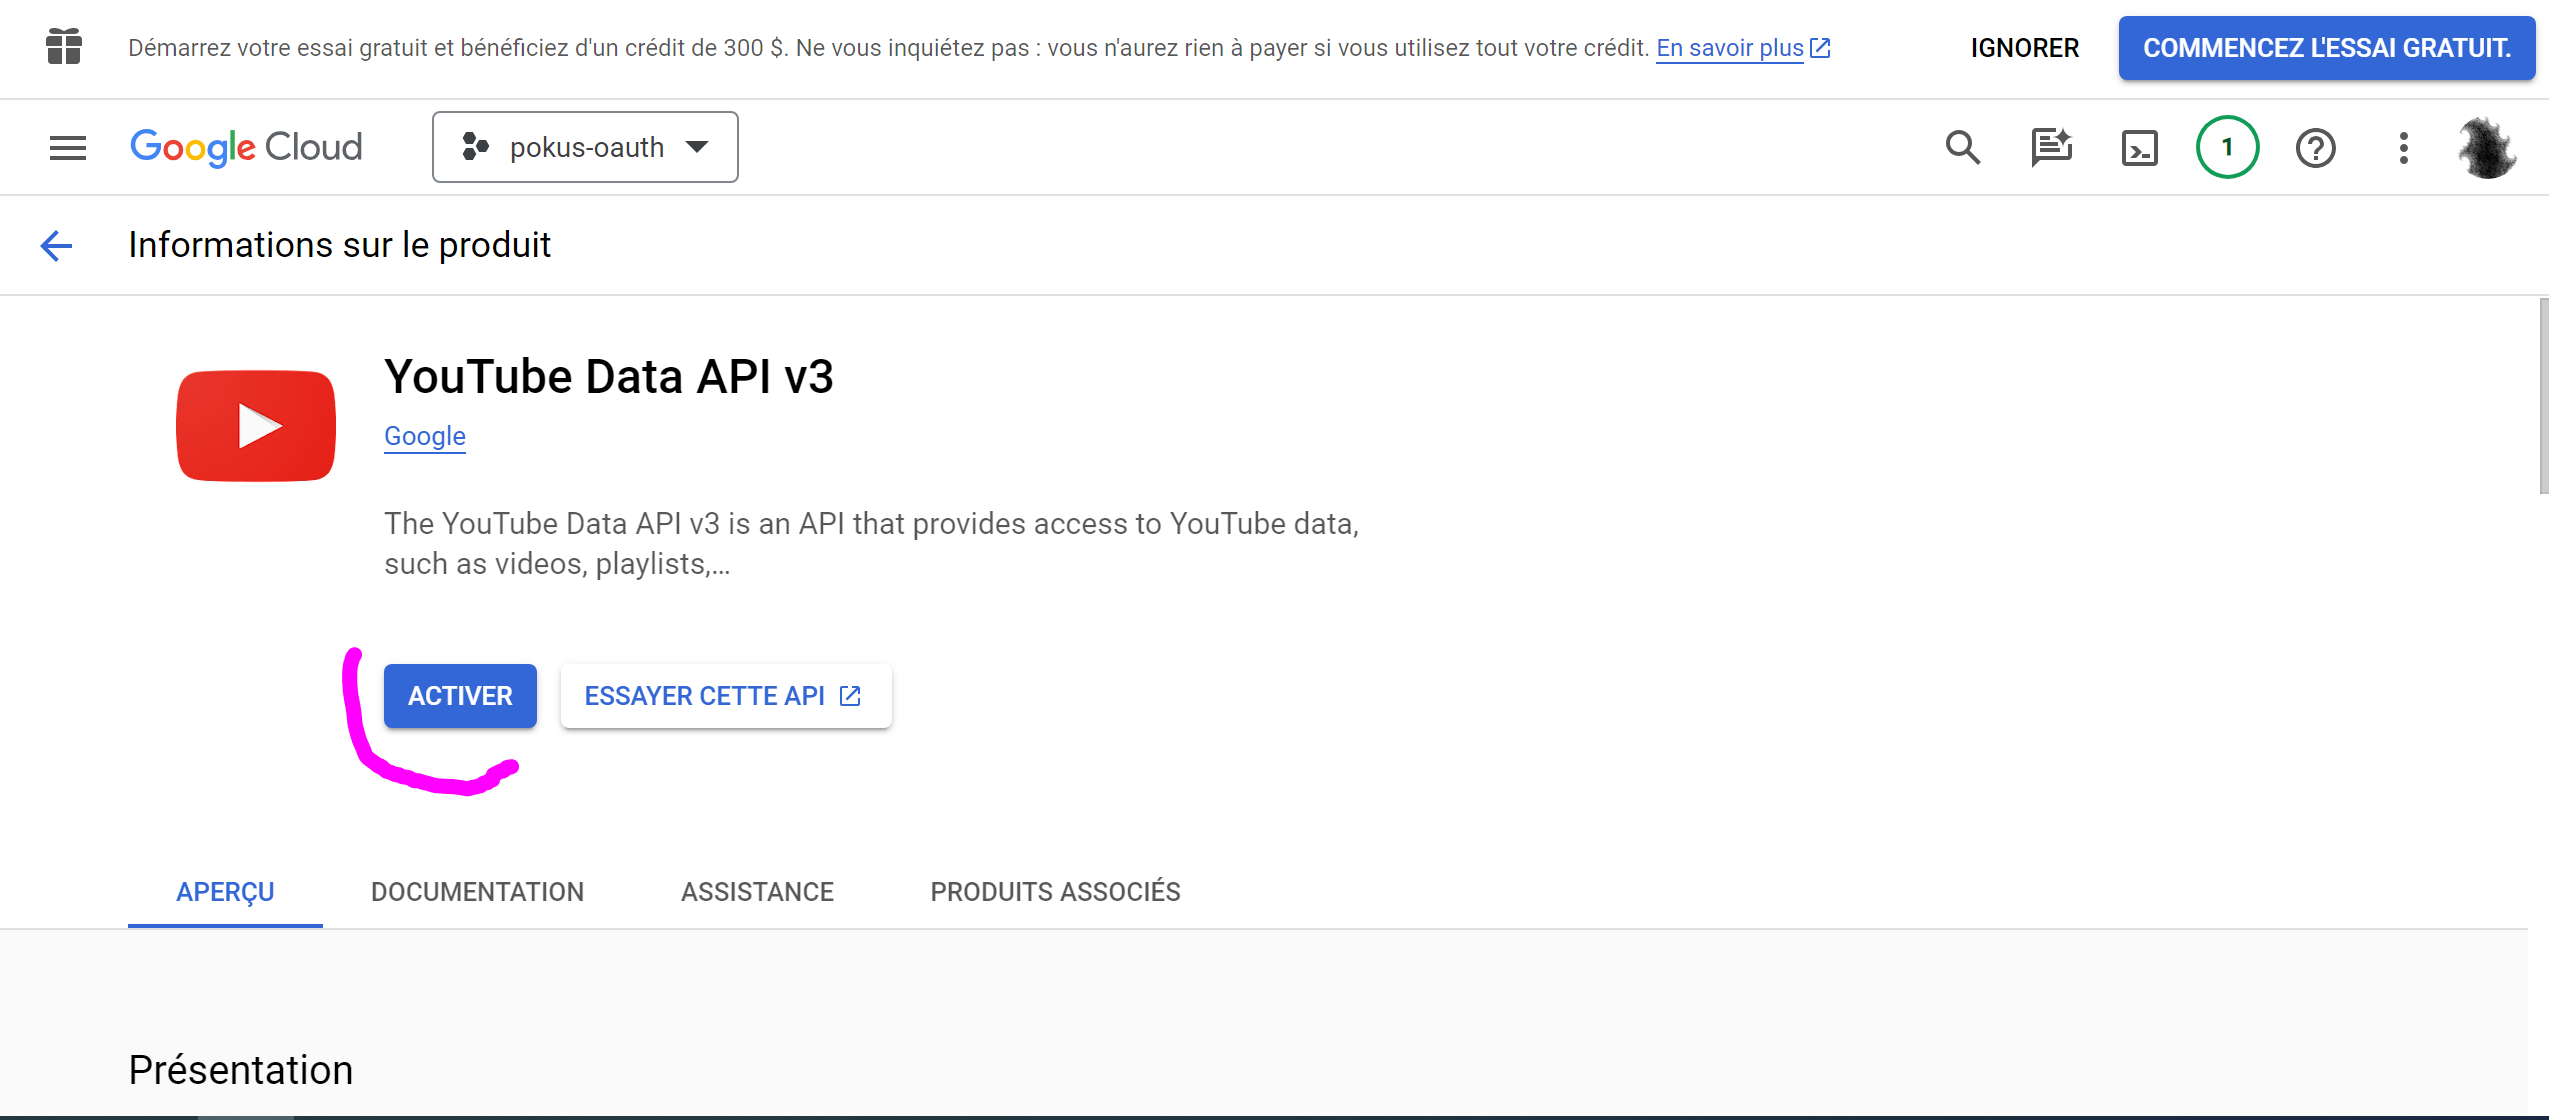 Démarrez votre essai gratuit et bénéficiez d'un crédit de 300 $. Ne vous inquiétez pas : vous n'aurez rien à payer si vous utilisez tout votre crédit. En savoir plus
IGNORER
COMMENCEZ L'ESSAI GRATUIT.
Google Cloud
pokus-oauth
1
Informations sur le produit
YouTube Data API v3
Google
The YouTube Data API v3 is an API that provides access to YouTube data,
such as videos, playlists,...
ACTIVER
ESSAYER CETTE API
APERÇU
DOCUMENTATION
ASSISTANCE
PRODUITS ASSOCIÉS
Présentation